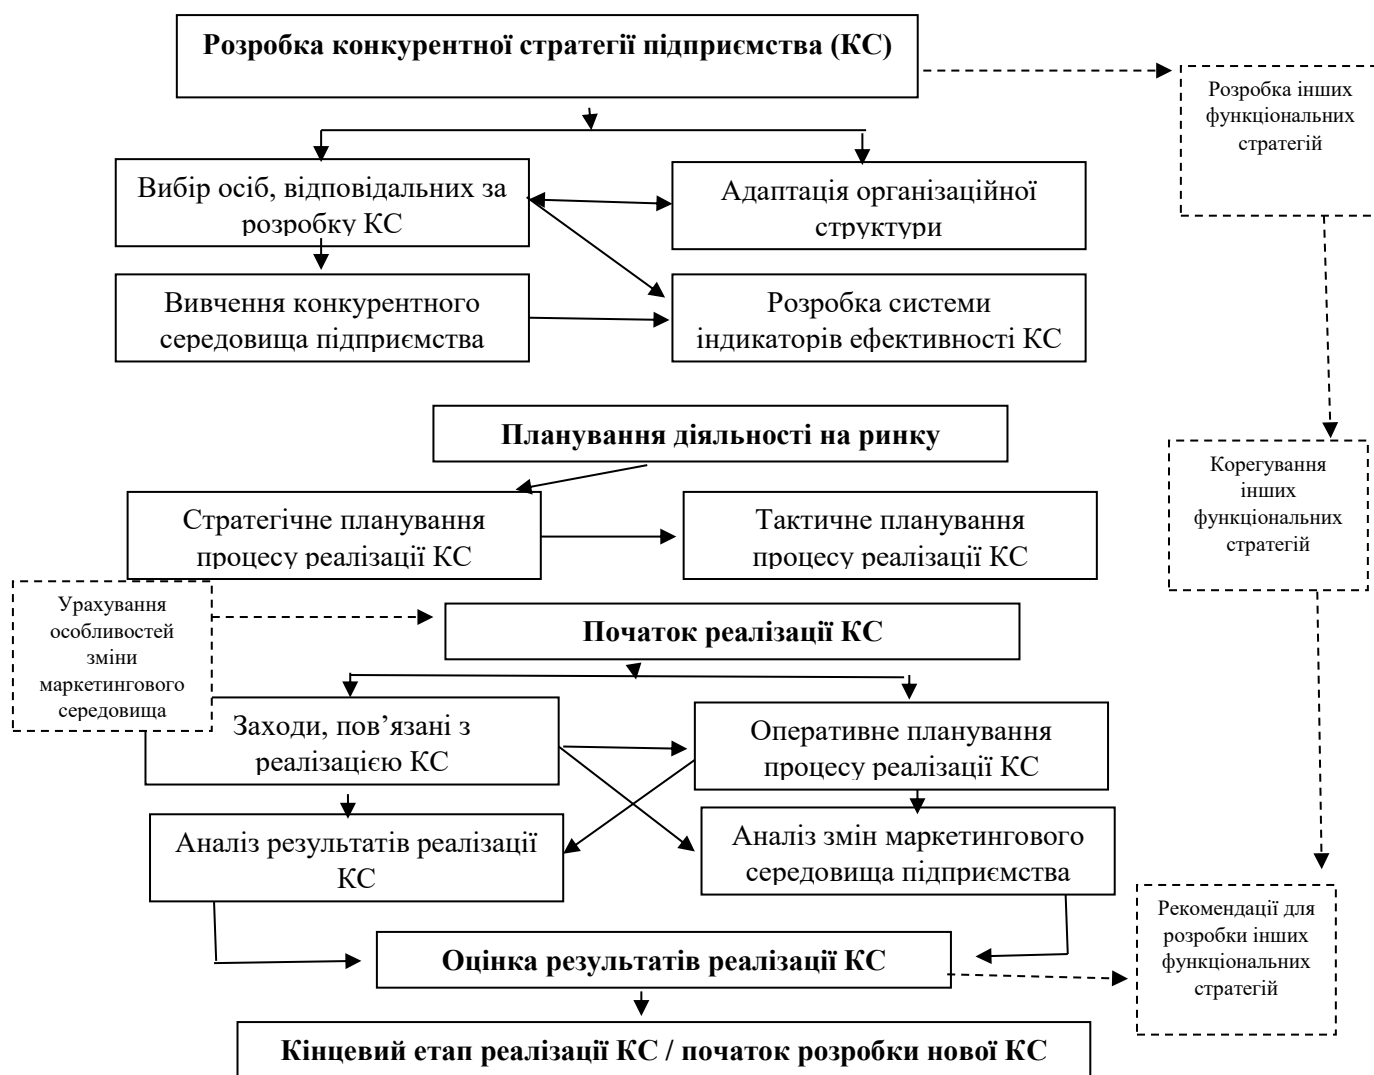 Розробка конкурентної стратегії підприємства (КС)
Розробка інших
функціональних
стратегій
Вибір осіб, відповідальних за
розробку КС
Адаптація організаційної
структури
Вивчення конкурентного
середовища підприємства
Розробка системи
індикаторів ефективності КС
Планування діяльності на ринку
Корегування
інших
функціональних
стратегій
Стратегічне планування
процесу реалізації КС
Тактичне планування
процесу реалізації КС
Урахування
особливостей
зміни
маркетингового
середовища
Початок реалізації КС
Заходи, пов’язані з
реалізацією КС
Оперативне планування
процесу реалізації КС
Аналіз результатів реалізації
КС
Аналіз змін маркетингового
середовища підприємства
Рекомендації для
розробки інших
функціональних
стратегій
Оцінка результатів реалізації КС
Кінцевий етап реалізації КС / початок розробки нової КС